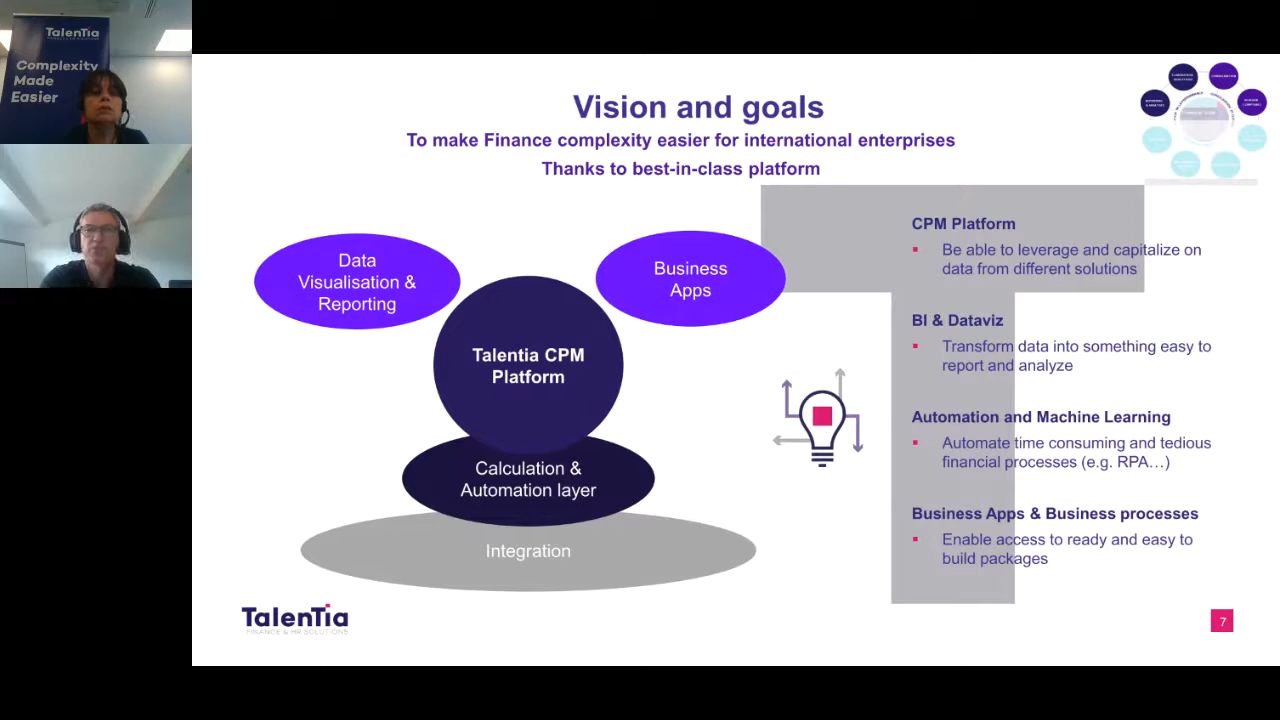 TalenTia
Complexity
Made
Easier
Vision and goals
To make Finance complexity easier for international enterprises
Thanks to best-in-class platform
Data
Visualisation &
Reporting
Business
Apps
Talentia CPM
Platform
Calculation &
Automation layer
Integration
CPM Platform
Be able to leverage and capitalize on
data from different solutions
BI & Dataviz
Transform data into something easy to
report and analyze
Automation and Machine Learning
Automate time consuming and tedious
financial processes (e.g. RPA…)
Business Apps & Business processes
Enable access to ready and easy to
build packages
TalenTia
FINANCE & HR SOLUTIONS
7